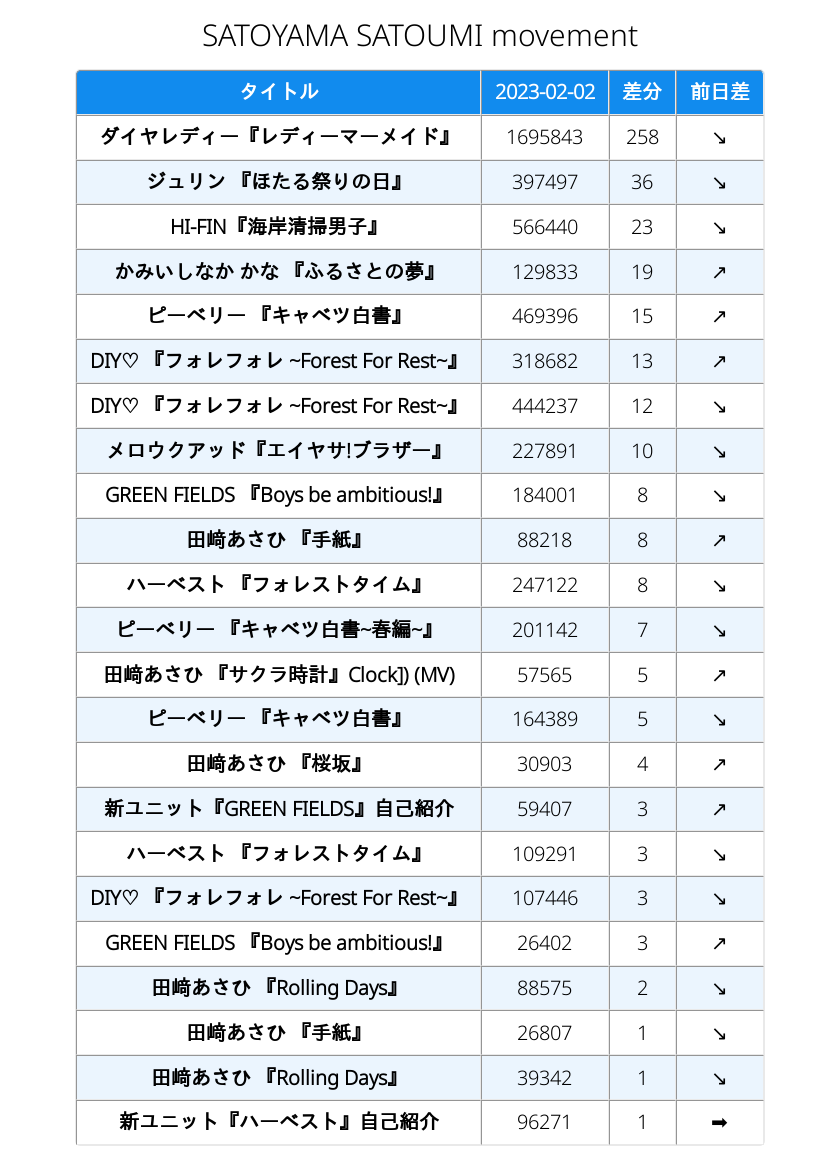 SATOYAMA SATOUMI movement
タイトル 2023-02-02 差分 前日差
ダイヤレディー『レディーマーメイド』 1695843 258 ↘
ジュリン 『ほたる祭りの日』 397497 36 ↘
HI-FIN『海岸清掃男子』 566440 23 ↘
かみいしなか かな 『ふるさとの夢』 129833 19 ↗
ピーベリー 『キャベツ白書』 469396 15 ↗
DIY♡ 『フォレフォレ ~Forest For Rest~』 318682 13 ↗
DIY♡ 『フォレフォレ ~Forest For Rest~』 444237 12 ↘
メロウクアッド『エイヤサ!ブラザー』 227891 10 ↘
GREEN FIELDS 『Boys be ambitious!』 184001 8 ↘
田﨑あさひ 『手紙』 88218 8 ↗
ハーベスト 『フォレストタイム』 247122 8 ↘
ピーベリー 『キャベツ白書~春編~』 201142 7 ↘
田﨑あさひ 『サクラ時計』Clock]) (MV) 57565 5 ↗
ピーベリー 『キャベツ白書』 164389 5 ↘
田﨑あさひ 『桜坂』 30903 4 ↗
新ユニット『GREEN FIELDS』自己紹介 59407 3 ↗
ハーベスト 『フォレストタイム』 109291 3 ↘
DIY♡ 『フォレフォレ ~Forest For Rest~』 107446 3 ↘
GREEN FIELDS 『Boys be ambitious!』 26402 3 ↗
田﨑あさひ 『Rolling Days』 88575 2 ↘
田﨑あさひ 『手紙』 26807 1 ↘
田﨑あさひ 『Rolling Days』 39342 1 ↘
新ユニット『ハーベスト』自己紹介 96271 1 ➡